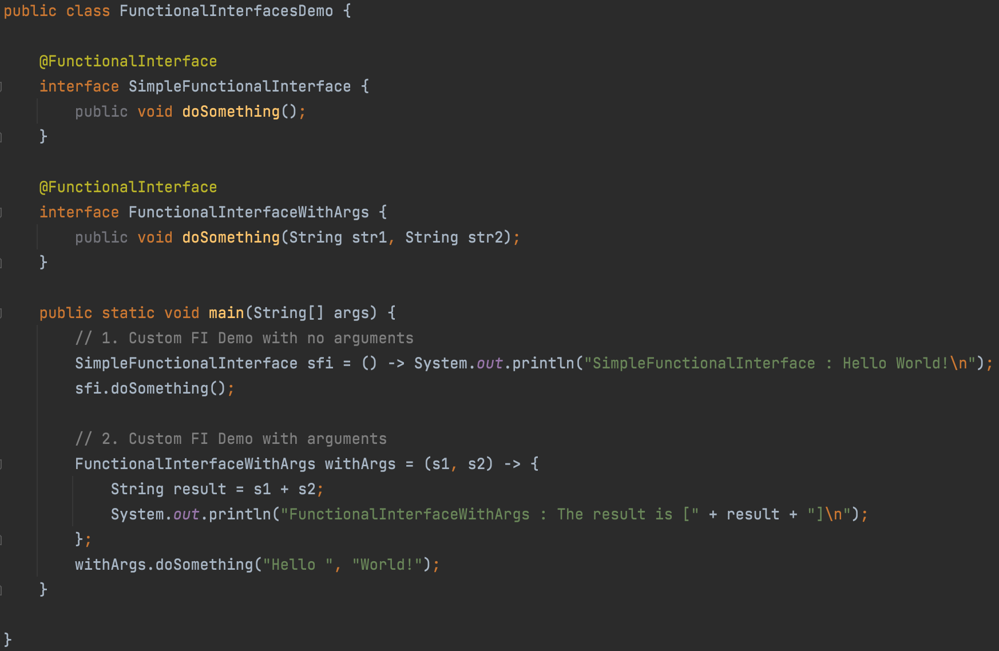 public class FunctionalInterfacesDemo {
@FunctionalInterface
interface SimpleFunctionalInterface {
public void doSomething();
}
@FunctionalInterface
interface FunctionalInterfaceWithArgs {
public void doSomething(String str1, String str2);
}
public static void main(String[] args) {
// 1. Custom FI Demo with no arguments
SimpleFunctionalInterface sfi = () -> System.out.println("SimpleFunctionalInterface : Hello World!\n");
sfi.doSomething();
// 2. Custom FI Demo with arguments
FunctionalInterfaceWithArgs withArgs = (s1, s2) -> {
String result = s1 + s2;
System.out.println("FunctionalInterfaceWithArgs : The result is [" + result + "]\n");
};
withArgs.doSomething("Hello ", "World!");
}
}